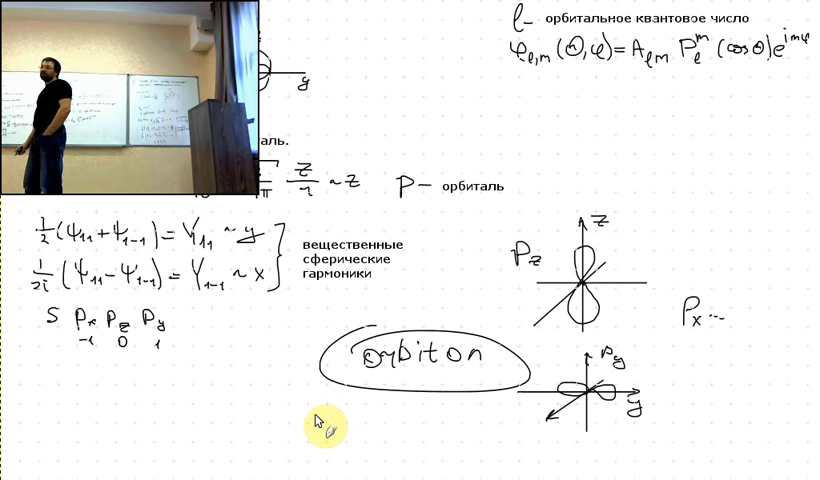 l - орбитальное квантовое число
φ_{l,m}(Θ,φ) = A_{lm} P_l^m (cosθ) e^{imφ}
y
аль.
z/r ~ z
P - орбиталь
1/2 (Ψ_{11} + Ψ_{1-1}) = Y_{11} ~ y
1/2i (Ψ_{11} - Ψ_{1-1}) = Y_{1-1} ~ x
вещественные
сферические
гармоники
S P_x P_z P_y
-1 0 1
P_z
z
P_x ...
orbiton
P_y
y